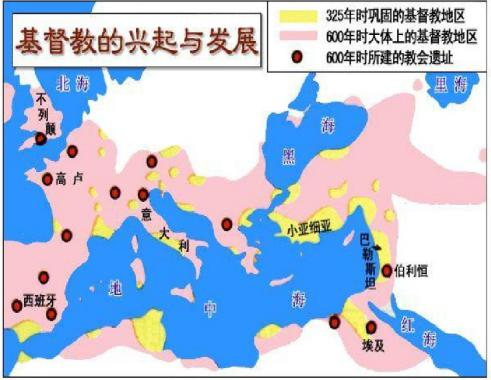 基督教的兴起与发展
325年时巩固的基督教地区
600年时大体上的基督教地区
600年时所建的教会遗址
北海
里海
不列颠
黑海
高卢
意大利
小亚细亚
巴勒斯坦
伯利恒
西班牙
地中海
红海
埃及